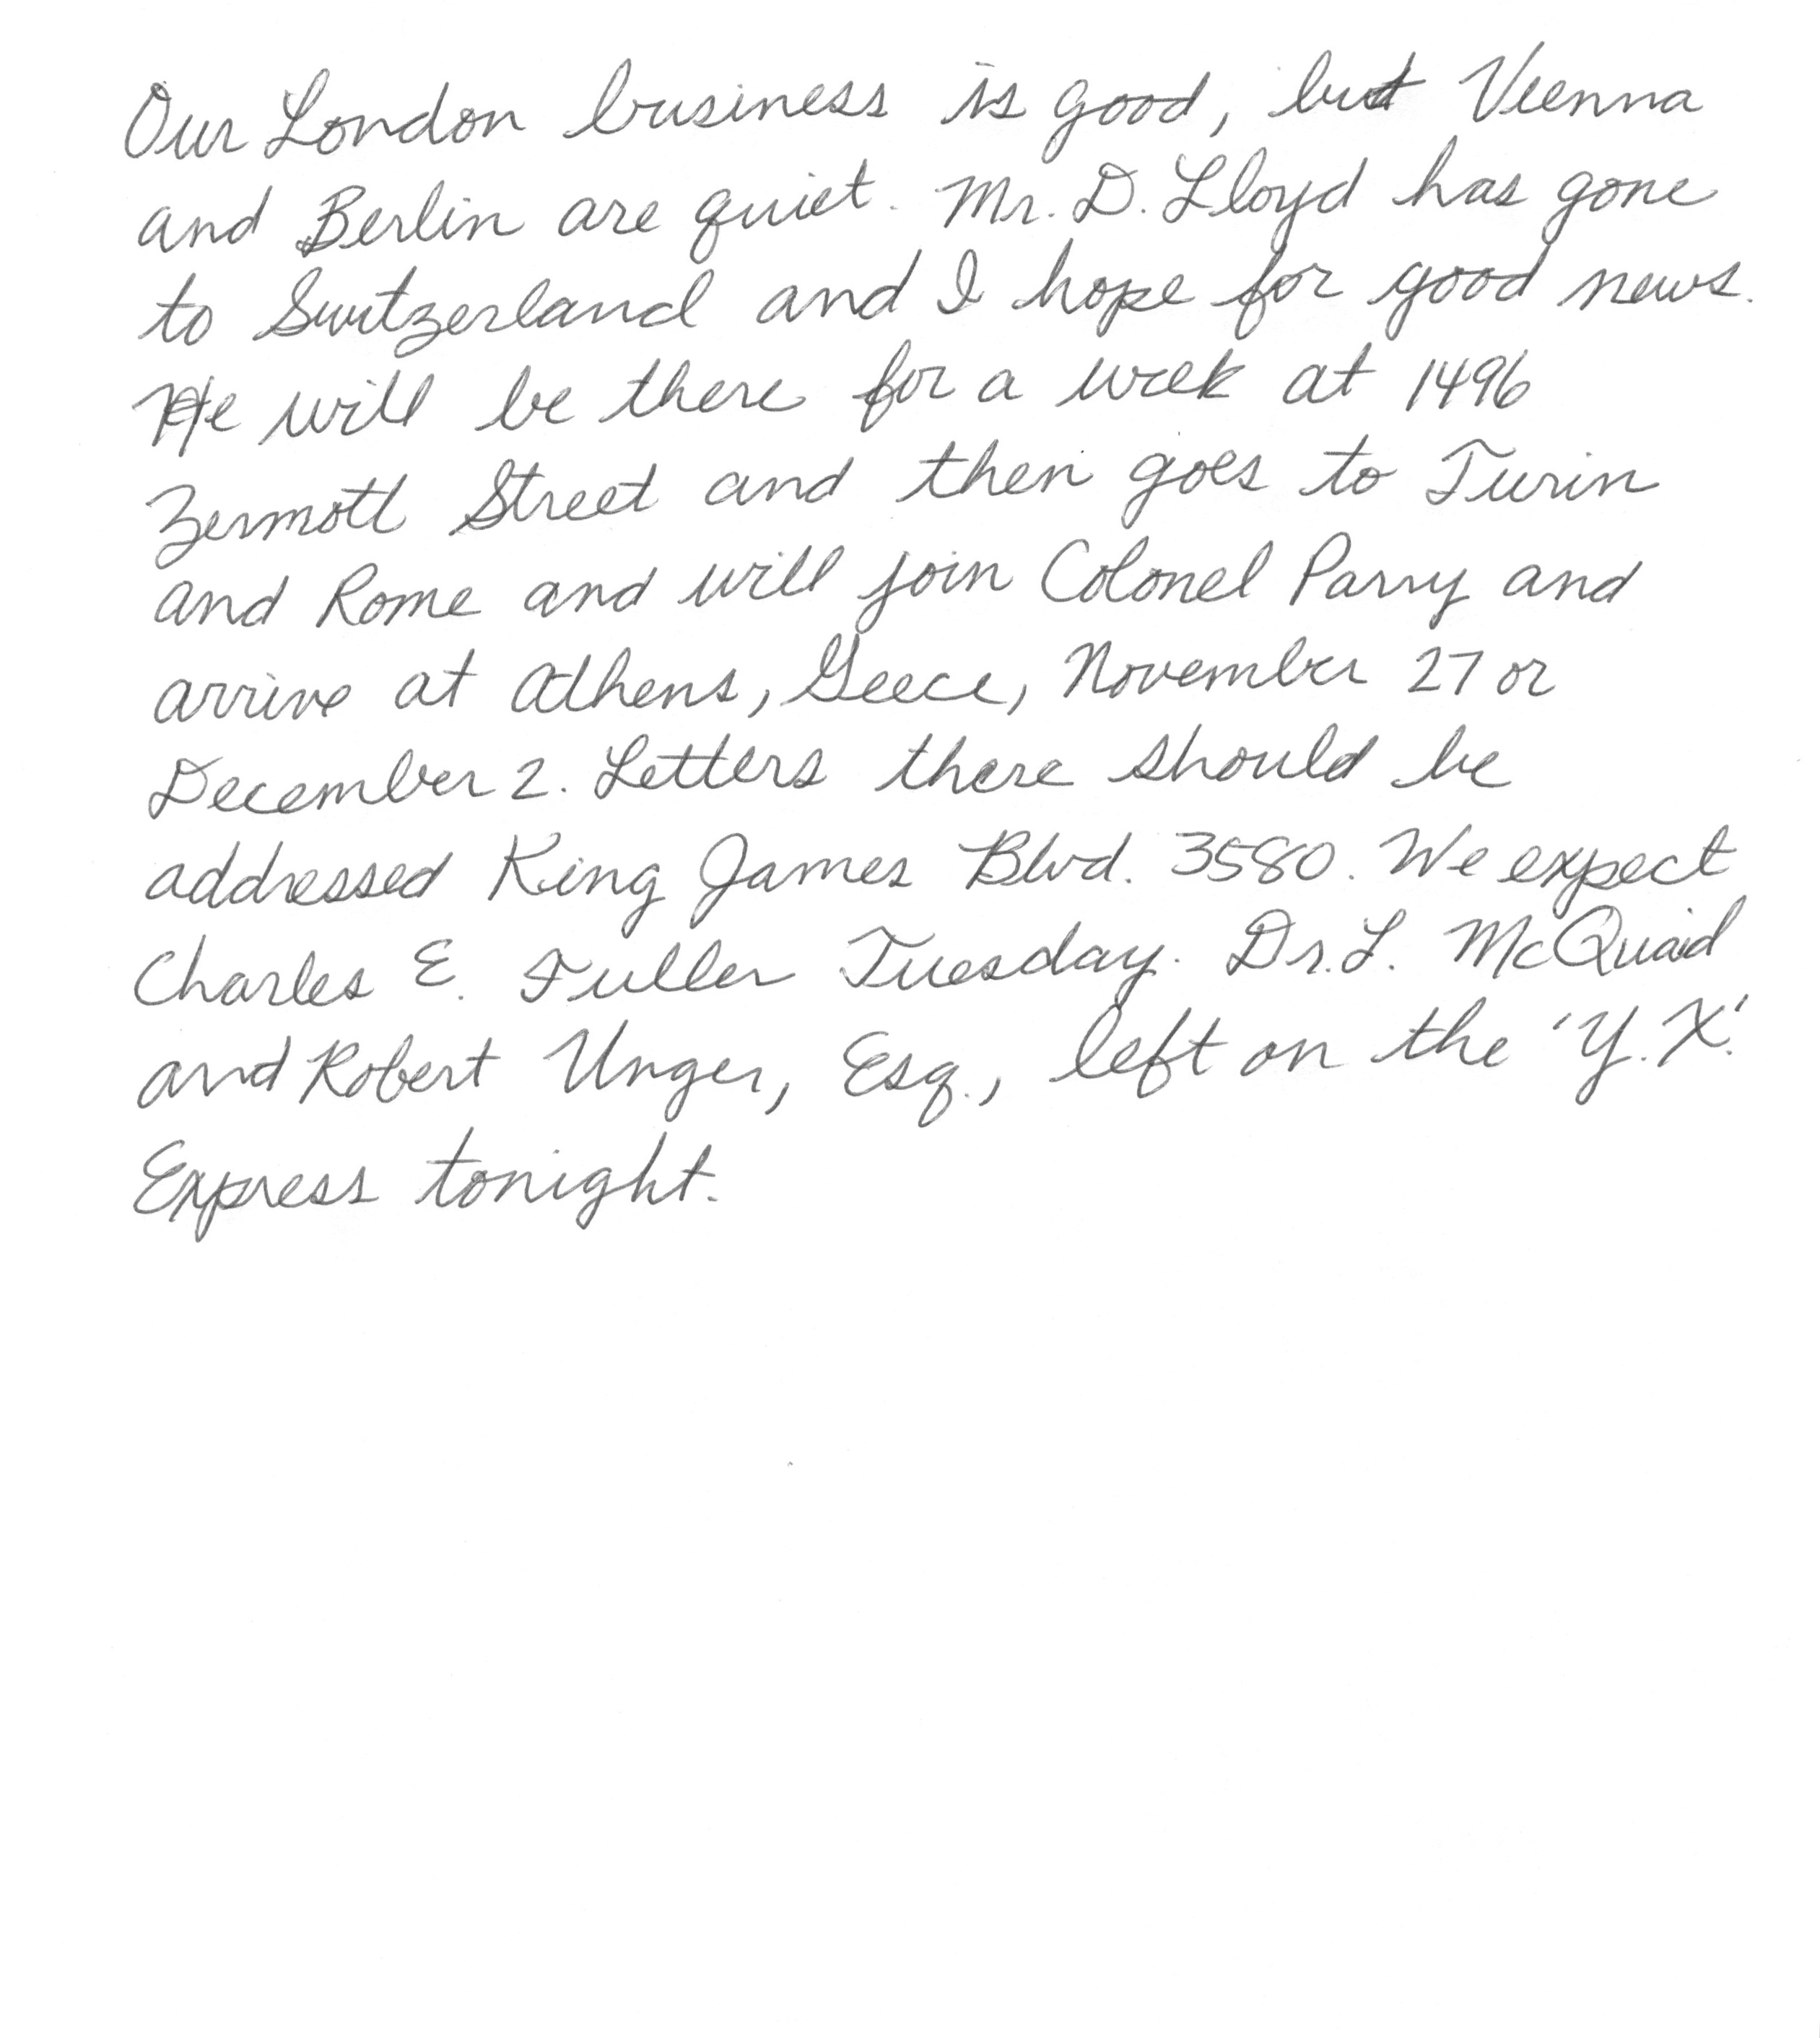 Our London business is good, but Vienna
and Berlin are quiet. Mr. D. Lloyd has gone
to Switzerland and I hope for good news.
He will be there for a week at 1496
Zermott Street and then goes to Turin
and Rome and will join Colonel Parry and
arrive at Athens, Geece, November 27 or
December 2. Letters there should be
addressed King James Blvd. 3580. We expect
Charles E. Fuller Tuesday. Dr. L. McQuaid
and Robert Unger, Esq., left on the 'Y. X.'
Express tonight.